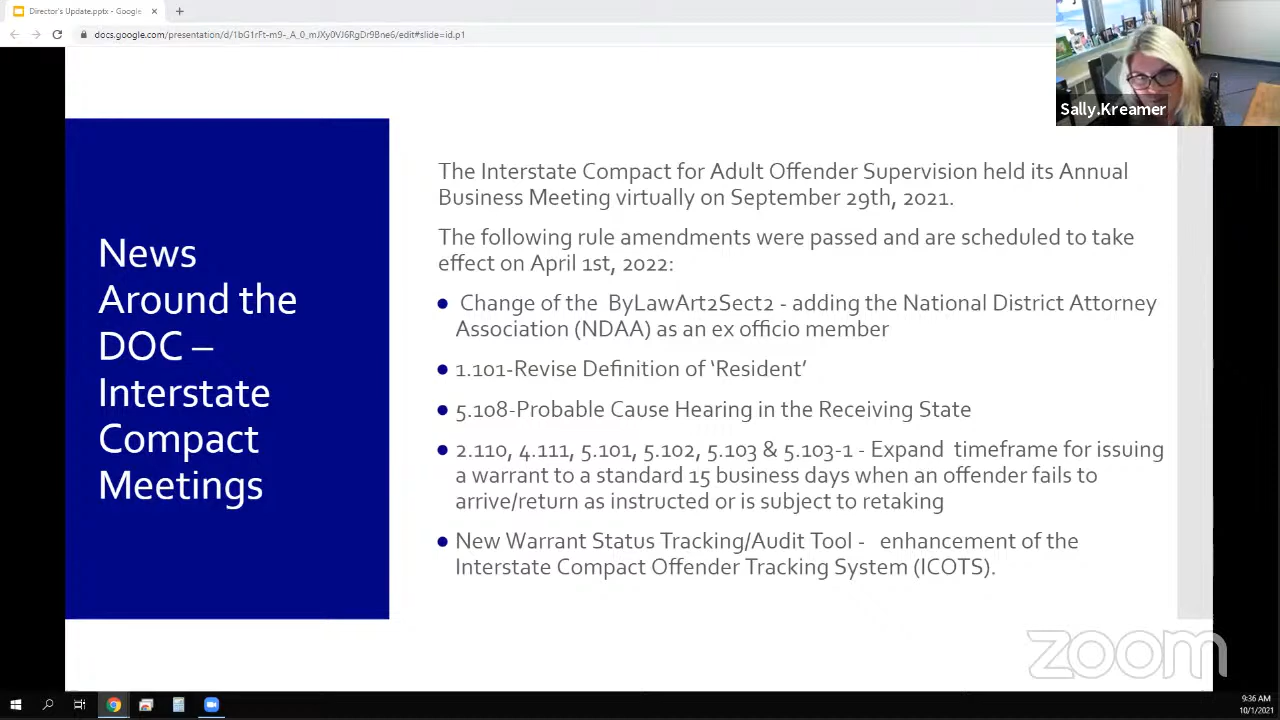 Director's Update.pptx - Google
docs.google.com/presentation/d/1bG1rFt-m9-_A_0_mJXy0VJ6RgDr9Bne6/edit#slide=id.p1
Sally.Kreamer
News
Around the
DOC –
Interstate
Compact
Meetings
The Interstate Compact for Adult Offender Supervision held its Annual
Business Meeting virtually on September 29th, 2021.
The following rule amendments were passed and are scheduled to take
effect on April 1st, 2022:
● Change of the ByLawArt2Sect2 - adding the National District Attorney
Association (NDAA) as an ex officio member
● 1.101-Revise Definition of ‘Resident’
● 5.108-Probable Cause Hearing in the Receiving State
● 2.110, 4.111, 5.101, 5.102, 5.103 & 5.103-1 - Expand timeframe for issuing
a warrant to a standard 15 business days when an offender fails to
arrive/return as instructed or is subject to retaking
● New Warrant Status Tracking/Audit Tool - enhancement of the
Interstate Compact Offender Tracking System (ICOTS).
zoom
9:36 AM
10/1/2021